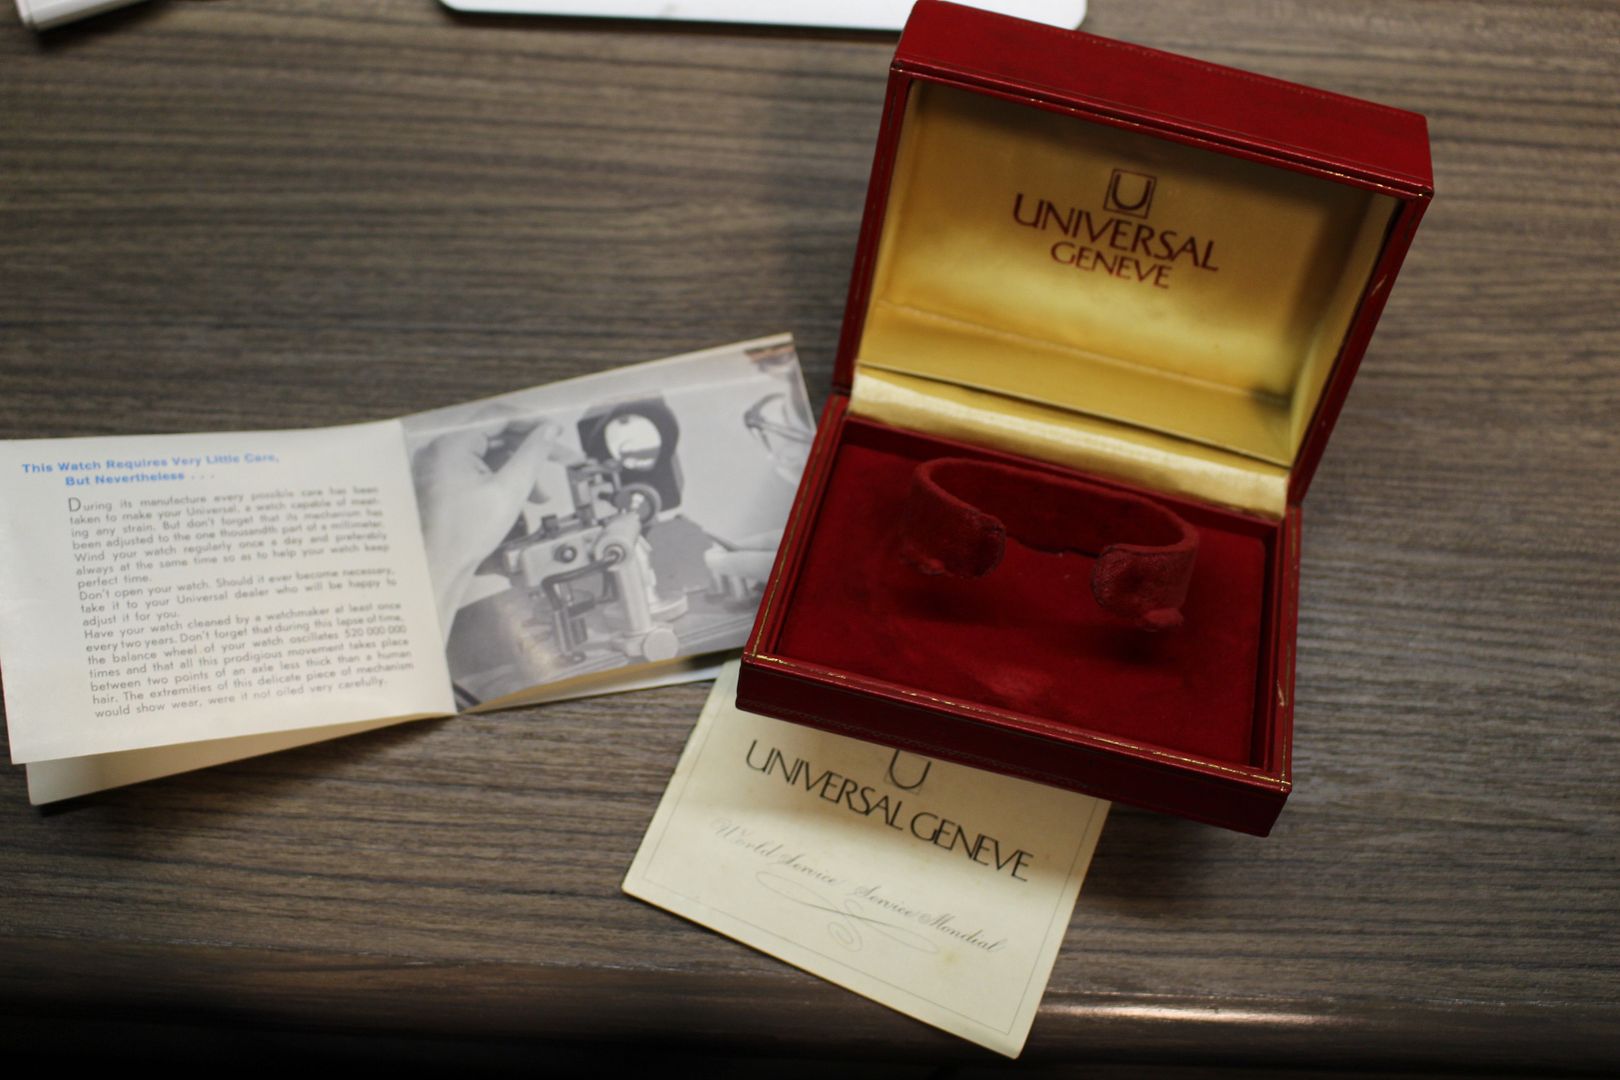 This Watch Requires Very Little Care,
But Nevertheless . . .
During its manufacture every possible care has been
taken to make your Universal, a watch capable of meet-
ing any strain. But don't forget that its mechanism has
been adjusted to the one thousandth part of a millimeter.
Wind your watch regularly once a day and preferably
always at the same time so as to help your watch keep
perfect time.
Don't open your watch. Should it ever become necessary,
take it to your Universal dealer who will be happy to
adjust it for you.
Have your watch cleaned by a watchmaker at least once
every two years. Don't forget that during this lapse of time,
the balance wheel of your watch oscillates 520 000 000
times and that all this prodigious movement takes place
between two points of an axle less thick than a human
hair. The extremities of this delicate piece of mechanism
would show wear, were it not oiled very carefully.
U
UNIVERSAL
GENEVE
U
UNIVERSAL GENEVE
World Service Service Mondial